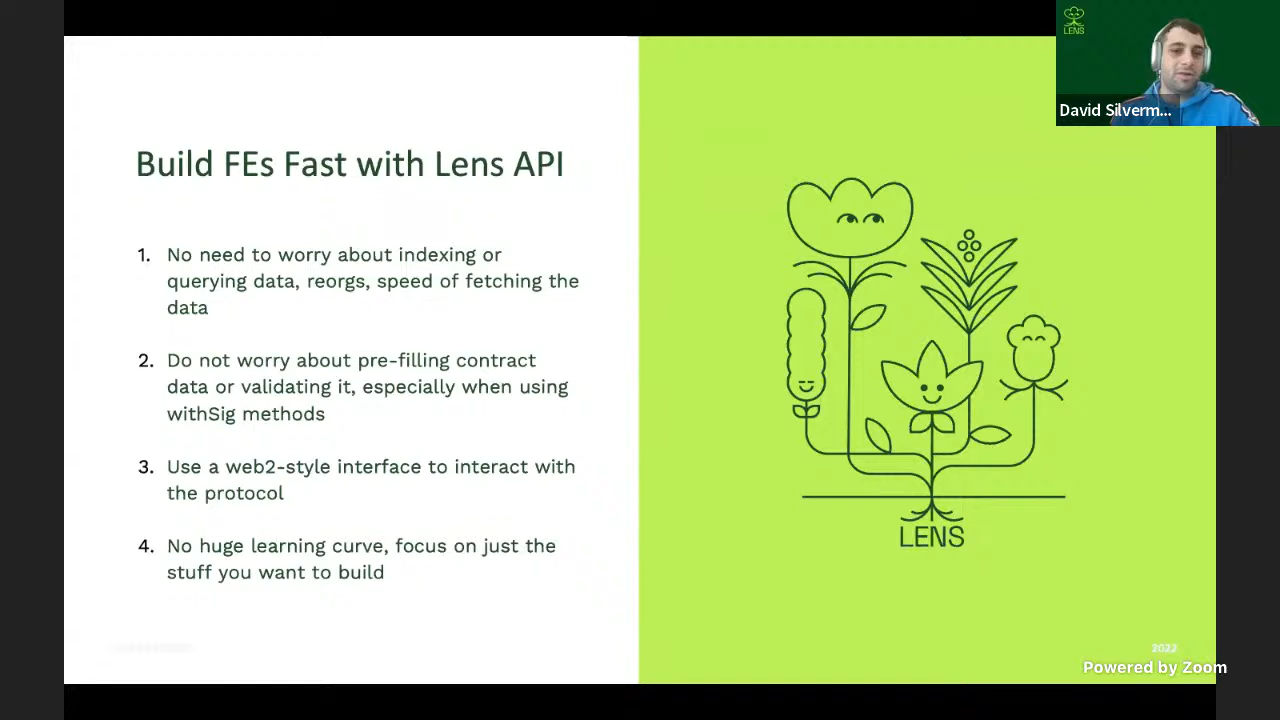 LENS
David Silverm...
Build FEs Fast with Lens API
1. No need to worry about indexing or
querying data, reorgs, speed of fetching the
data
2. Do not worry about pre-filling contract
data or validating it, especially when using
withSig methods
3. Use a web2-style interface to interact with
the protocol
4. No huge learning curve, focus on just the
stuff you want to build
LENS
2022
Powered by Zoom